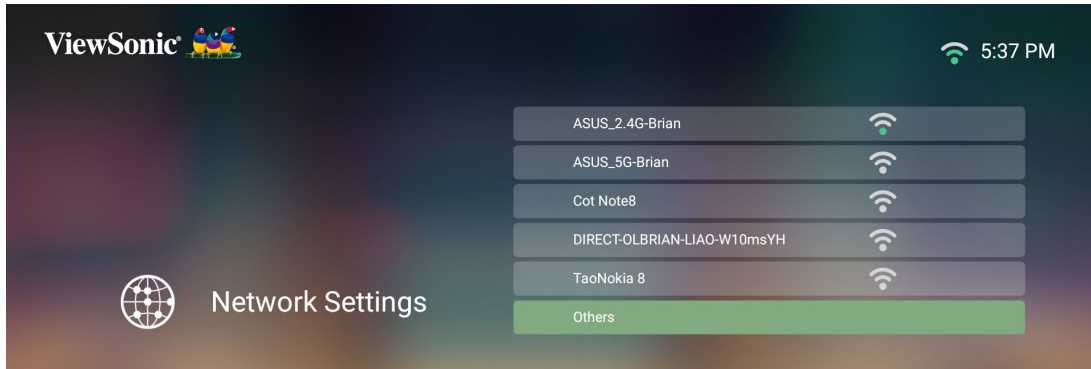 ViewSonic®
5:37 PM
ASUS_2.4G-Brian
ASUS_5G-Brian
Cot Note8
DIRECT-OLBRIAN-LIAO-W10msYH
TaoNokia 8
Network Settings
Others